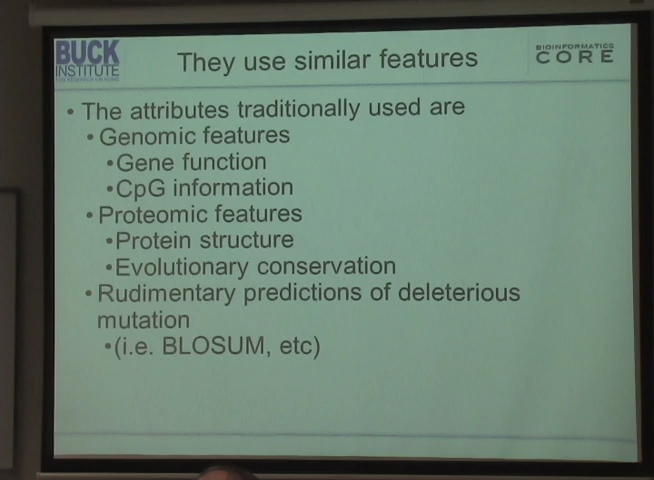 BUCK
INSTITUTE
They use similar features
BIOINFORMATICS
CORE
• The attributes traditionally used are
• Genomic features
•Gene function
•CpG information
• Proteomic features
•Protein structure
•Evolutionary conservation
• Rudimentary predictions of deleterious
mutation
•(i.e. BLOSUM, etc)